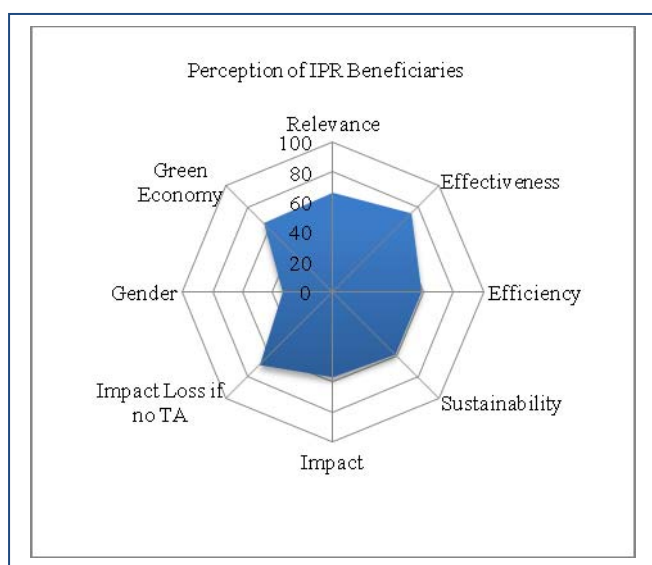 Perception of IPR Beneficiaries
Relevance
100
80
60
40
20
0
Effectiveness
Efficiency
Sustainability
Impact
Impact Loss if
no TA
Gender
Green
Economy